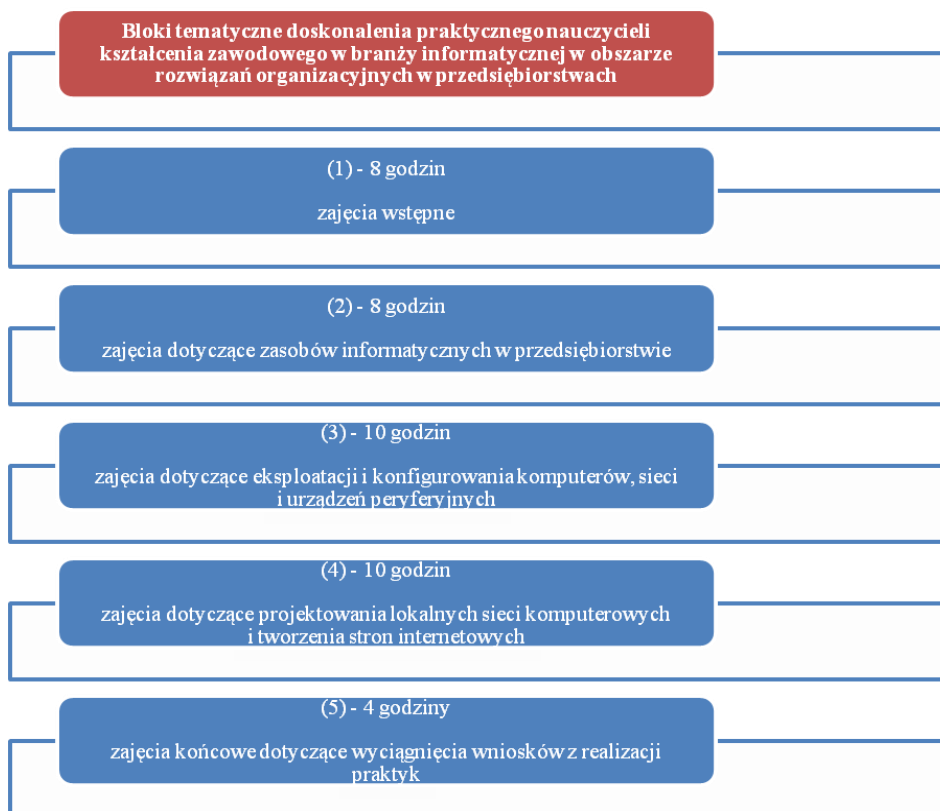 Bloki tematyczne doskonalenia praktycznego nauczycieli
kształcenia zawodowego w branży informatycznej w obszarze
rozwiązań organizacyjnych w przedsiębiorstwach
(1) - 8 godzin
zajęcia wstępne
(2) - 8 godzin
zajęcia dotyczące zasobów informatycznych w przedsiębiorstwie
(3) - 10 godzin
zajęcia dotyczące eksploatacji i konfigurowania komputerów, sieci
i urządzeń peryferyjnych
(4) - 10 godzin
zajęcia dotyczące projektowania lokalnych sieci komputerowych
i tworzenia stron internetowych
(5) - 4 godziny
zajęcia końcowe dotyczące wyciągnięcia wniosków z realizacji
praktyk